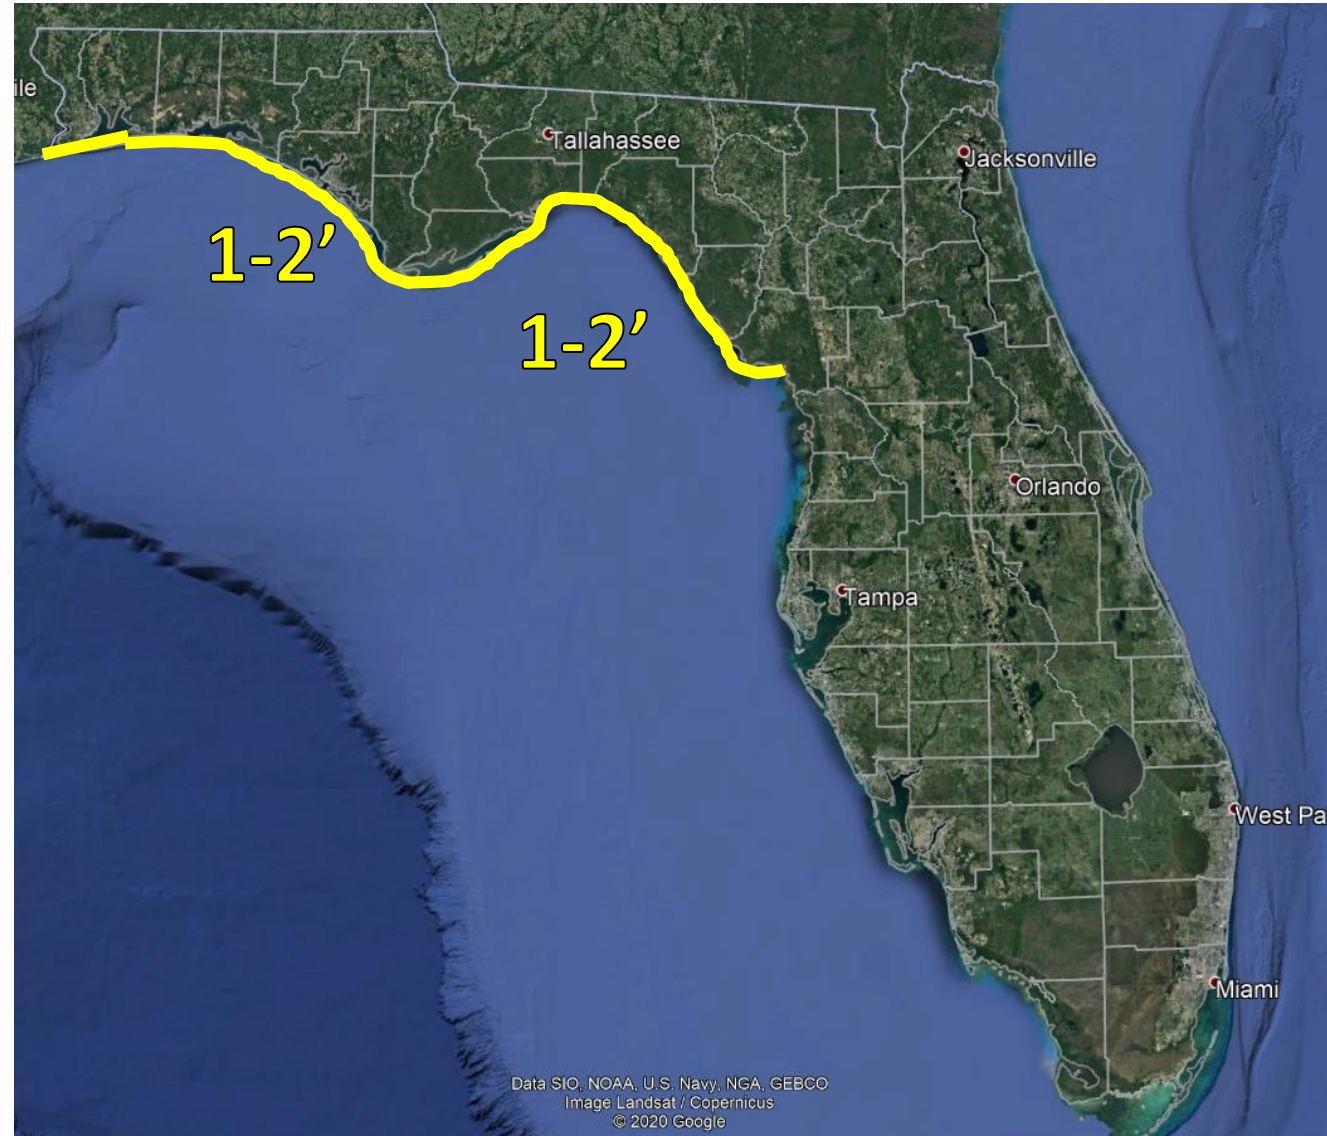 ile
Tallahassee
Jacksonville
1-2’
1-2’
Orlando
Tampa
West Pa
Miami
Data SIO, NOAA, U.S. Navy, NGA, GEBCO
Image Landsat / Copernicus
© 2020 Google